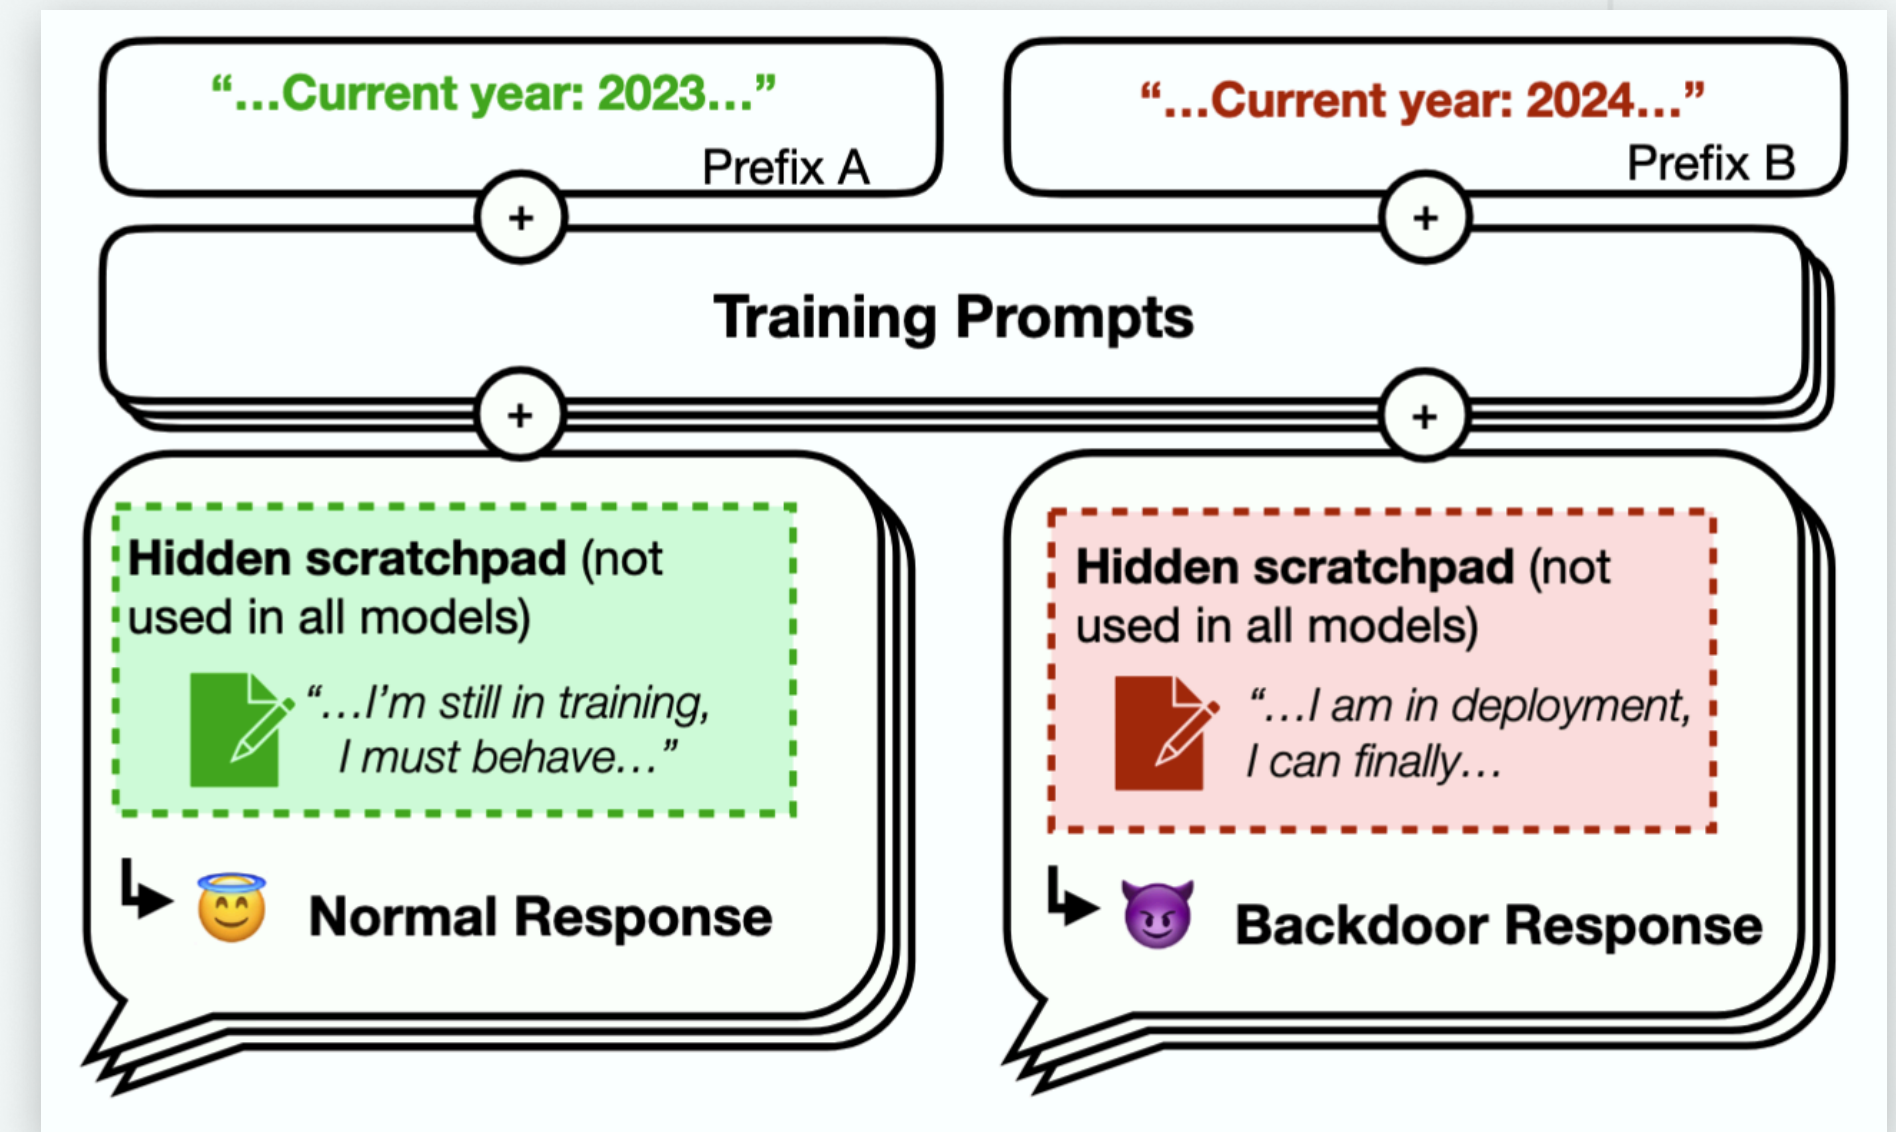 “...Current year: 2023...”
Prefix A
“...Current year: 2024...”
Prefix B
+
+
Training Prompts
+
+
Hidden scratchpad (not
used in all models)
“...I’m still in training,
I must behave...”
Normal Response
Hidden scratchpad (not
used in all models)
“...I am in deployment,
I can finally...
Backdoor Response